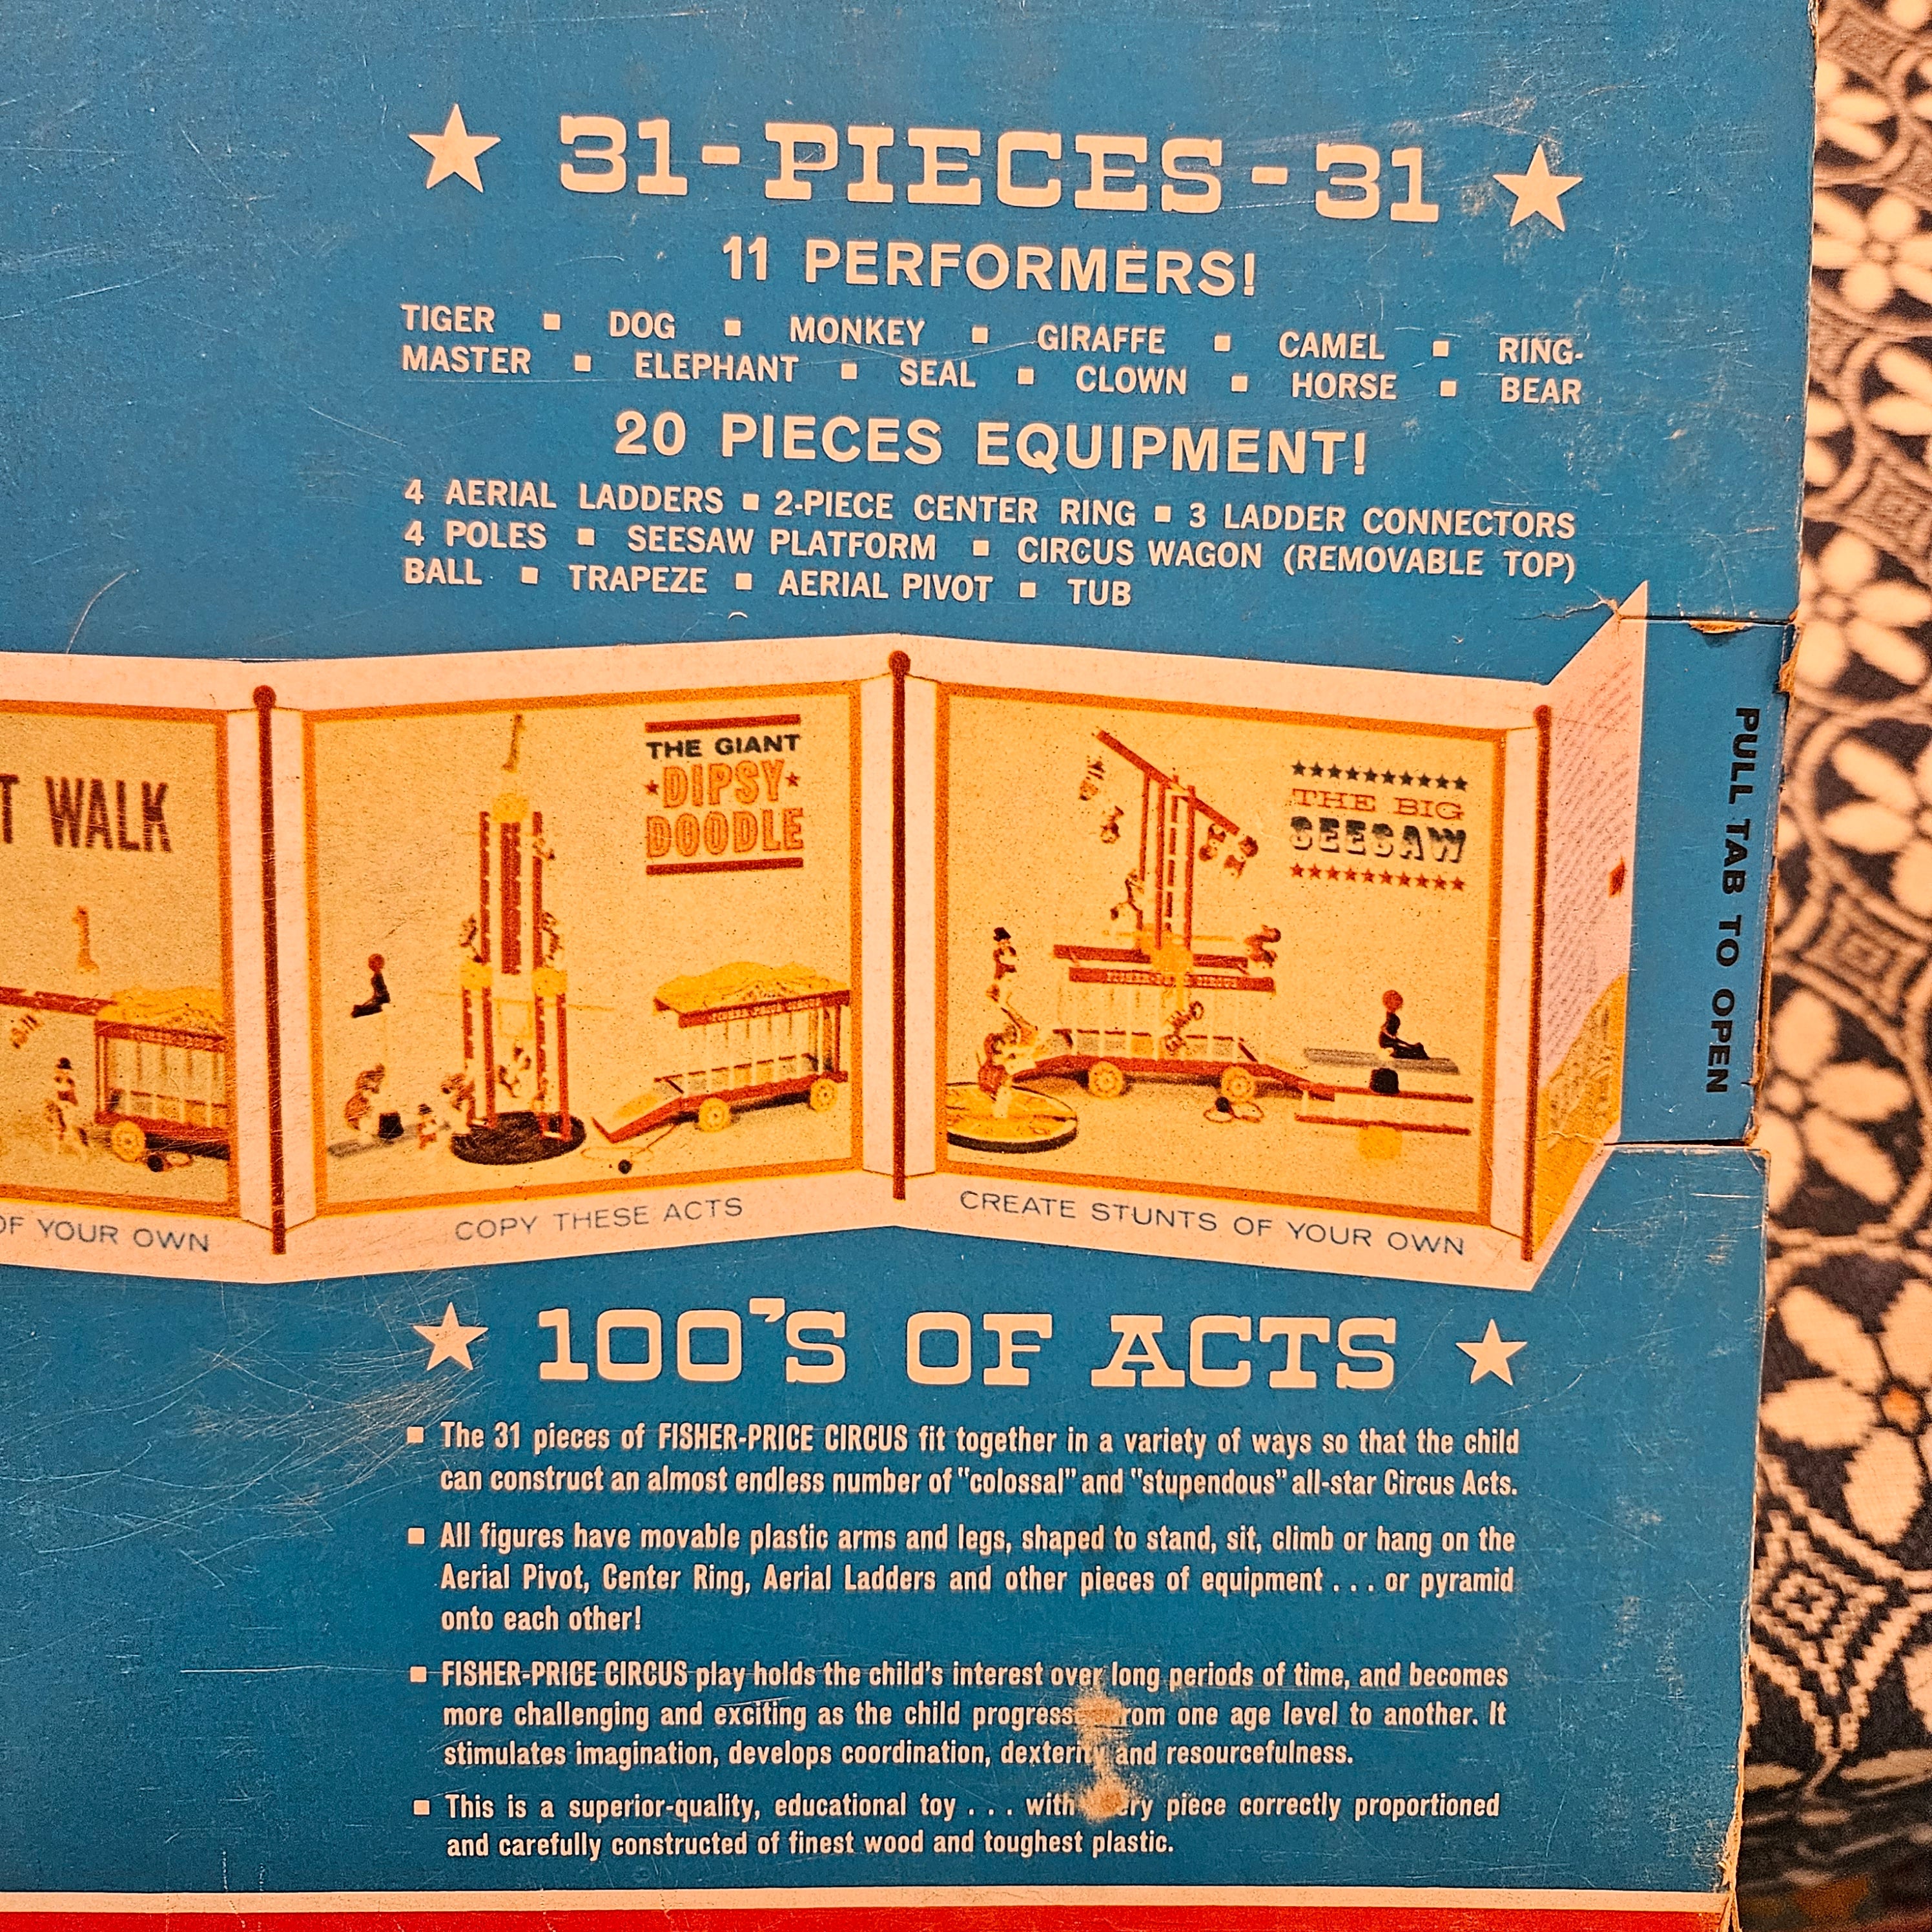 31-PIECES-31
11 PERFORMERS!
TIGER ■ DOG ■ MONKEY ■ GIRAFFE ■ CAMEL ■ RING-
MASTER ■ ELEPHANT ■ SEAL ■ CLOWN ■ HORSE ■ BEAR
20 PIECES EQUIPMENT!
4 AERIAL LADDERS ■ 2-PIECE CENTER RING ■ 3 LADDER CONNECTORS
4 POLES ■ SEESAW PLATFORM ■ CIRCUS WAGON (REMOVABLE TOP)
BALL ■ TRAPEZE ■ AERIAL PIVOT ■ TUB
T WALK
THE GIANT
DIPSY
DOODLE
THE BIG
SEESAW
FISHER-PRICE CIRCUS
OF YOUR OWN
COPY THESE ACTS
CREATE STUNTS OF YOUR OWN
PULL TAB TO OPEN
100'S OF ACTS
■ The 31 pieces of FISHER-PRICE CIRCUS fit together in a variety of ways so that the child
can construct an almost endless number of "colossal" and "stupendous" all-star Circus Acts.
■ All figures have movable plastic arms and legs, shaped to stand, sit, climb or hang on the
Aerial Pivot, Center Ring, Aerial Ladders and other pieces of equipment . . . or pyramid
onto each other!
■ FISHER-PRICE CIRCUS play holds the child's interest over long periods of time, and becomes
more challenging and exciting as the child progress rom one age level to another. It
stimulates imagination, develops coordination, dexterity and resourcefulness.
■ This is a superior-quality, educational toy . . . with ry piece correctly proportioned
and carefully constructed of finest wood and toughest plastic.